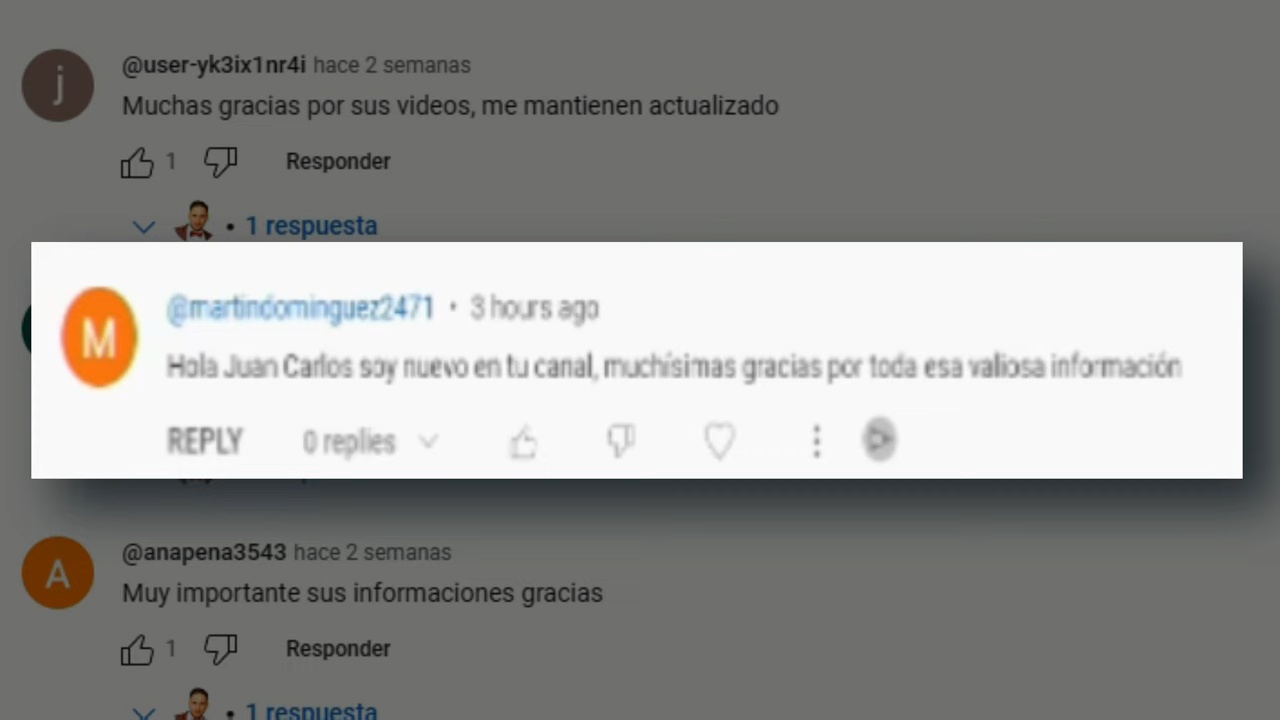 j
@user-yk3ix1nr4i hace 2 semanas
Muchas gracias por sus videos, me mantienen actualizado
1 Responder
• 1 respuesta
M
@martindominguez2471 • 3 hours ago
Hola Juan Carlos soy nuevo en tu canal, muchísimas gracias por toda esa valiosa información
REPLY 0 replies
A
@anapena3543 hace 2 semanas
Muy importante sus informaciones gracias
1 Responder
• 1 respuesta